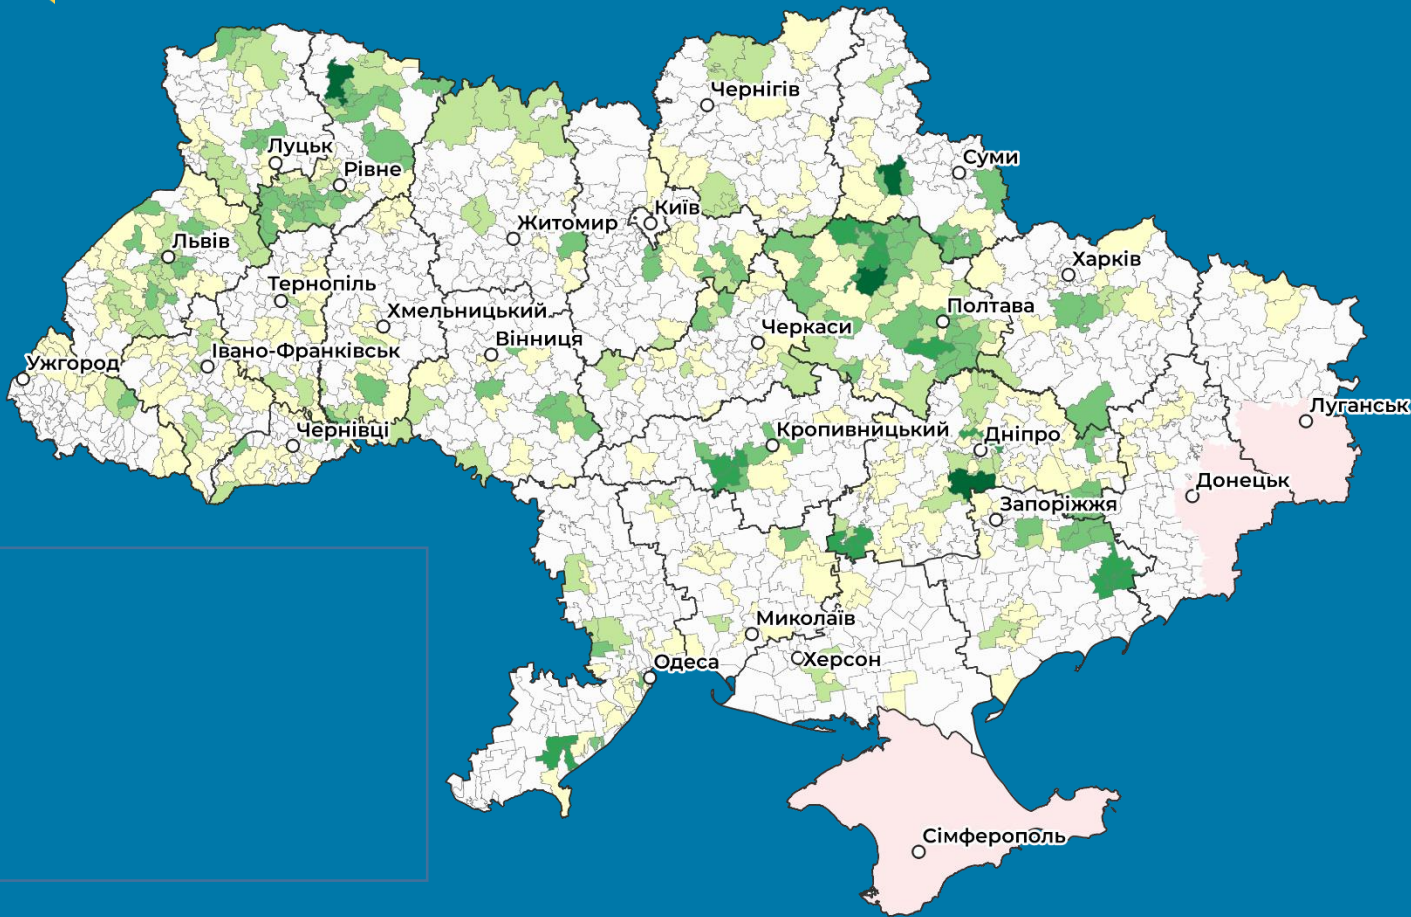 Чернігів
Луцьк
Рівне
Суми
Житомир
Київ
Львів
Харків
Тернопіль
Хмельницький
Полтава
Черкаси
Вінниця
Івано-Франківськ
Ужгород
Луганськ
Чернівці
Кропивницький
Дніпро
Донецьк
Запоріжжя
Миколаїв
Херсон
Одеса
Сімферополь